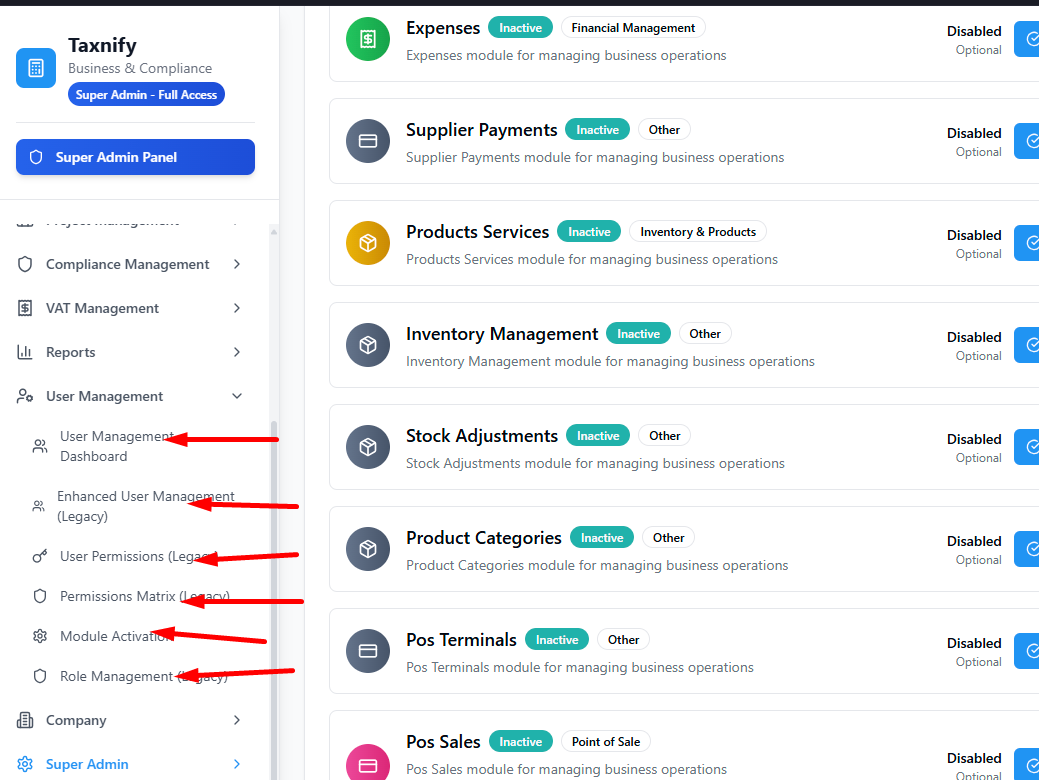 Taxnify
Business & Compliance
Super Admin - Full Access
Super Admin Panel
Project Management
Compliance Management
VAT Management
Reports
User Management
User Management
Dashboard
Enhanced User Management
(Legacy)
User Permissions (Legacy)
Permissions Matrix (Legacy)
Module Activation
Role Management (Legacy)
Company
Super Admin
Expenses Inactive Financial Management
Expenses module for managing business operations
Disabled
Optional
Supplier Payments Inactive Other
Supplier Payments module for managing business operations
Disabled
Optional
Products Services Inactive Inventory & Products
Products Services module for managing business operations
Disabled
Optional
Inventory Management Inactive Other
Inventory Management module for managing business operations
Disabled
Optional
Stock Adjustments Inactive Other
Stock Adjustments module for managing business operations
Disabled
Optional
Product Categories Inactive Other
Product Categories module for managing business operations
Disabled
Optional
Pos Terminals Inactive Other
Pos Terminals module for managing business operations
Disabled
Optional
Pos Sales Inactive Point of Sale
Pos Sales module for managing business operations
Disabled
Optional